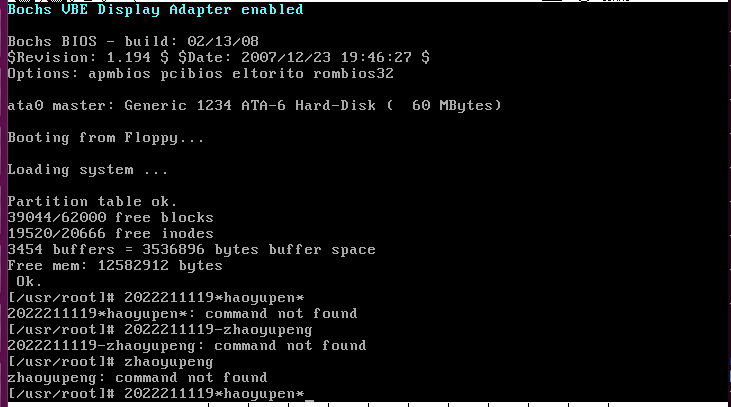 Bochs VBE Display Adapter enabled
Bochs BIOS - build: 02/13/08
$Revision: 1.194 $ $Date: 2007/12/23 19:46:27 $
Options: apmbios pcibios eltorito rombios32
ata0 master: Generic 1234 ATA-6 Hard-Disk (  60 MBytes)
Booting from Floppy...
Loading system ...
Partition table ok.
39044/62000 free blocks
19520/20666 free inodes
3454 buffers = 3536896 bytes buffer space
Free mem: 12582912 bytes
 Ok.
[/usr/root]# 2022211119*haoyupen*
2022211119*haoyupen*: command not found
[/usr/root]# 2022211119-zhaoyupeng
2022211119-zhaoyupeng: command not found
[/usr/root]# zhaoyupeng
zhaoyupeng: command not found
[/usr/root]# 2022211119*haoyupen*_